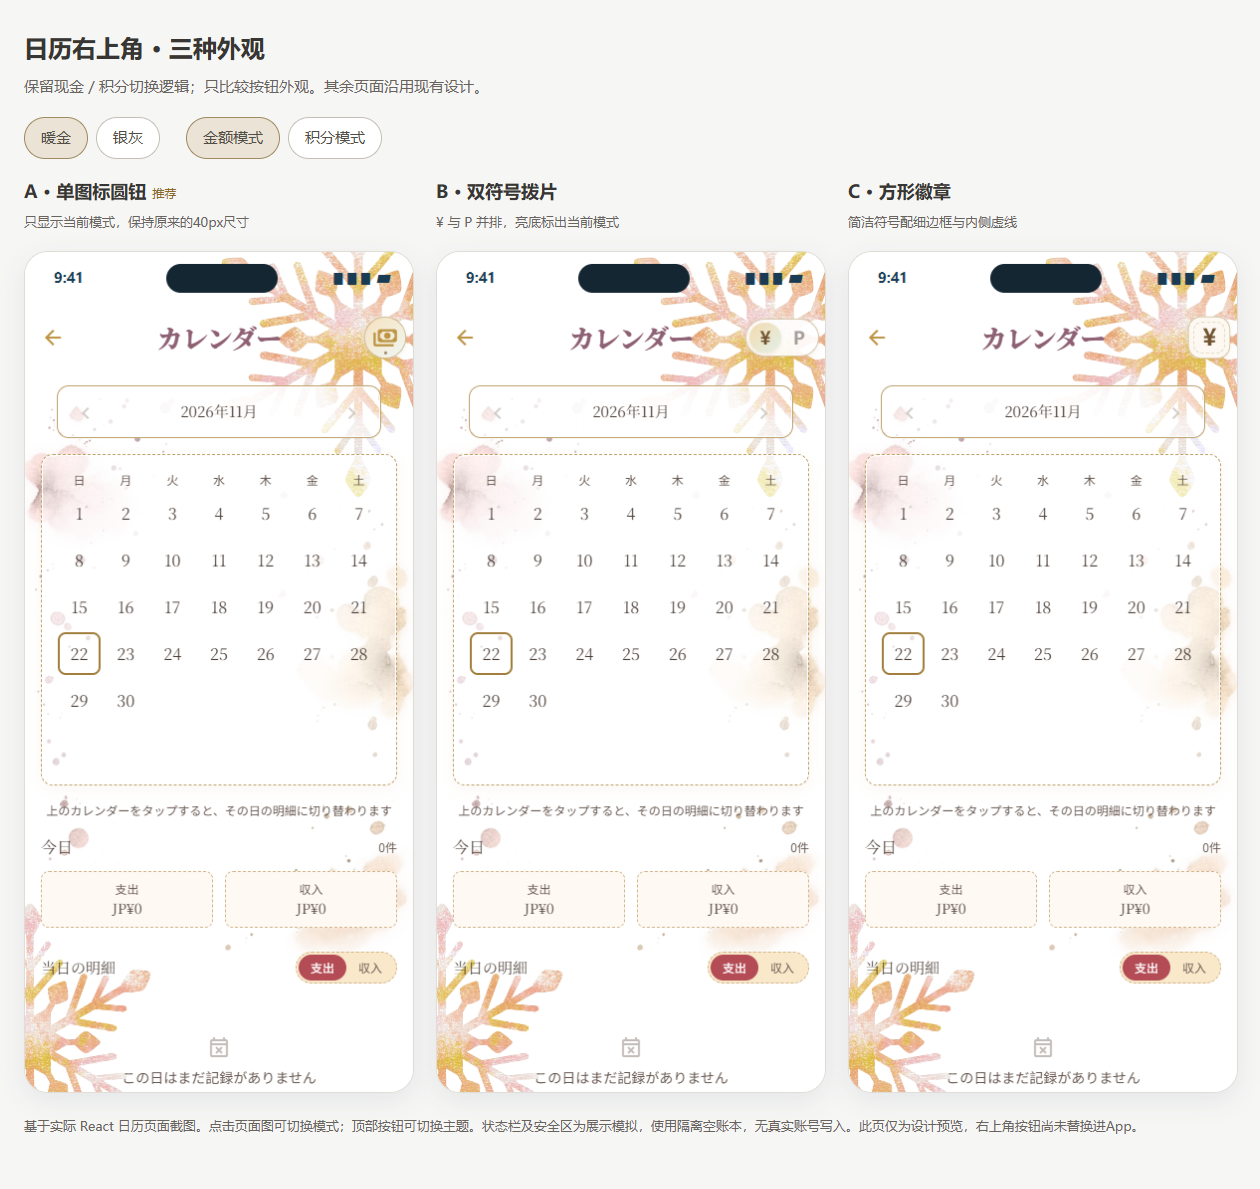 日历右上角・三种外观
保留现金 / 积分切换逻辑；只比较按钮外观。其余页面沿用现有设计。
暖金 银灰 金额模式 积分模式
A・单图标圆钮 推荐
只显示当前模式，保持原来的40px尺寸
9:41
カレンダー
2026年11月
日 月 火 水 木 金 土
1 2 3 4 5 6 7
8 9 10 11 12 13 14
15 16 17 18 19 20 21
22 23 24 25 26 27 28
29 30
上のカレンダーをタップすると、その日の明細に切り替わります
今日 0件
支出 収入
JP¥0 JP¥0
当日の明細 支出 収入
この日はまだ記録がありません
B・双符号拨片
¥ 与 P 并排，亮底标出当前模式
9:41
カレンダー ¥ P
2026年11月
日 月 火 水 木 金 土
1 2 3 4 5 6 7
8 9 10 11 12 13 14
15 16 17 18 19 20 21
22 23 24 25 26 27 28
29 30
上のカレンダーをタップすると、その日の明細に切り替わります
今日 0件
支出 収入
JP¥0 JP¥0
当日の明細 支出 収入
この日はまだ記録がありません
C・方形徽章
简洁符号配细边框与内侧虚线
9:41
カレンダー ¥
2026年11月
日 月 火 水 木 金 土
1 2 3 4 5 6 7
8 9 10 11 12 13 14
15 16 17 18 19 20 21
22 23 24 25 26 27 28
29 30
上のカレンダーをタップすると、その日の明細に切り替わります
今日 0件
支出 収入
JP¥0 JP¥0
当日の明細 支出 収入
この日はまだ記録がありません
基于实际 React 日历页面截图。点击页面图可切换模式；顶部按钮可切换主题。状态栏及安全区为展示模拟，使用隔离空账本，无真实账号写入。此页仅为设计预览，右上角按钮尚未替换进App。